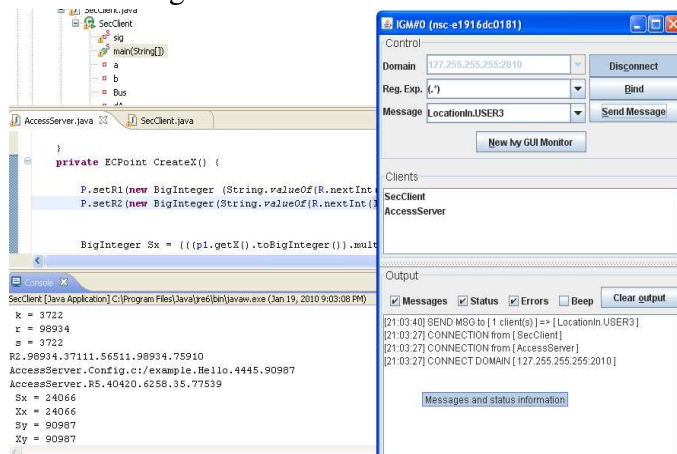 SecClient.java
SecClient
sig
main(String[])
a
b
Bus
dA
AccessServer.java
SecClient.java
}
private ECPoint CreateX() {
P.setR1(new BigInteger (String.valueOf(R.nextInt(
P.setR2(new BigInteger(String.valueOf(R.nextInt(
BigInteger Sx = (((p1.getX().toBigInteger()).mult
Console
SecClient [Java Application] C:\Program Files\Java\jre6\bin\javaw.exe (Jan 19, 2010 9:03:08 PM)
k = 3722
r = 98934
s = 3722
R2.98934.37111.56511.98934.75910
AccessServer.Config.c:/example.Hello.4445.90987
AccessServer.R5.40420.6258.35.77539
Sx = 24066
Xx = 24066
Sy = 90987
Xy = 90987
IGM#0 (nsc-e1916dc0181)
Control
Domain 127.255.255.255:2010 Disconnect
Reg. Exp. (.*) Bind
Message LocationIn.USER3 Send Message
New Ivy GUI Monitor
Clients
SecClient
AccessServer
Output
Messages Status Errors Beep Clear output
[21:03:40] SEND MSG to [ 1 client(s) ] => [ LocationIn.USER3 ]
[21:03:27] CONNECTION from [ SecClient ]
[21:03:27] CONNECTION from [ AccessServer ]
[21:03:27] CONNECT DOMAIN [ 127.255.255.255:2010 ]
Messages and status information